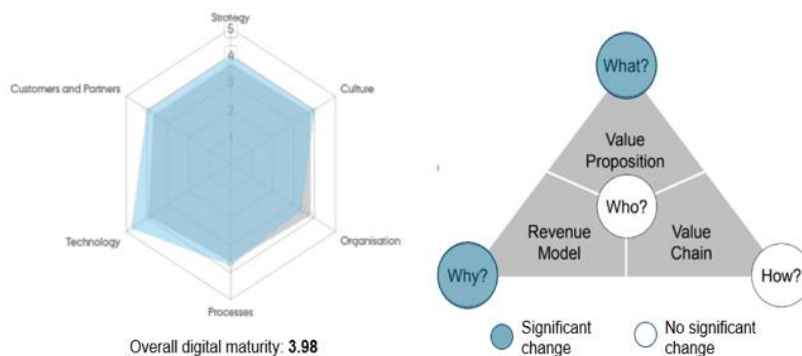 Strategy
5
4
3
2
1
Customers and Partners
Culture
Technology
Organisation
Processes
Overall digital maturity: 3.98
What?
Value
Proposition
Who?
Revenue
Model
Value
Chain
Why?
How?
Significant
change
No significant
change